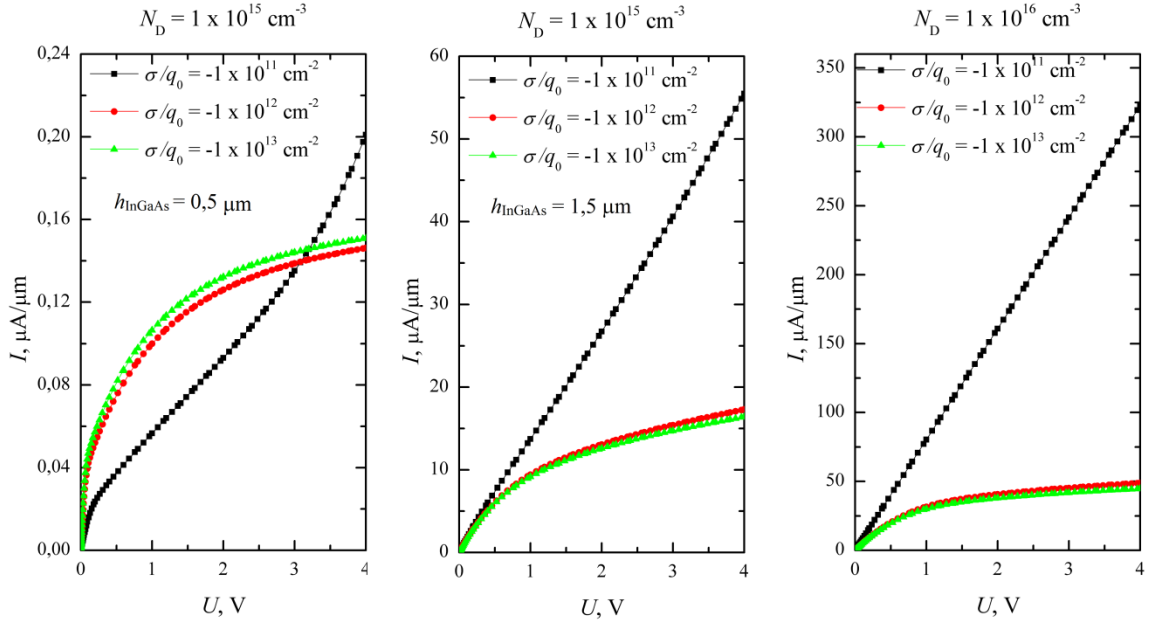 N_D = 1 x 10^15 cm^-3
0,24
0,20
0,16
0,12
0,08
0,04
0,00
I, μA/μm
σ/q_0 = -1 x 10^11 cm^-2
σ/q_0 = -1 x 10^12 cm^-2
σ/q_0 = -1 x 10^13 cm^-2
h_InGaAs = 0,5 μm
0 1 2 3 4
U, V
N_D = 1 x 10^15 cm^-3
60
50
40
30
20
10
0
I, μA/μm
σ/q_0 = -1 x 10^11 cm^-2
σ/q_0 = -1 x 10^12 cm^-2
σ/q_0 = -1 x 10^13 cm^-2
h_InGaAs = 1,5 μm
0 1 2 3 4
U, V
N_D = 1 x 10^16 cm^-3
350
300
250
200
150
100
50
0
I, μA/μm
σ/q_0 = -1 x 10^11 cm^-2
σ/q_0 = -1 x 10^12 cm^-2
σ/q_0 = -1 x 10^13 cm^-2
0 1 2 3 4
U, V